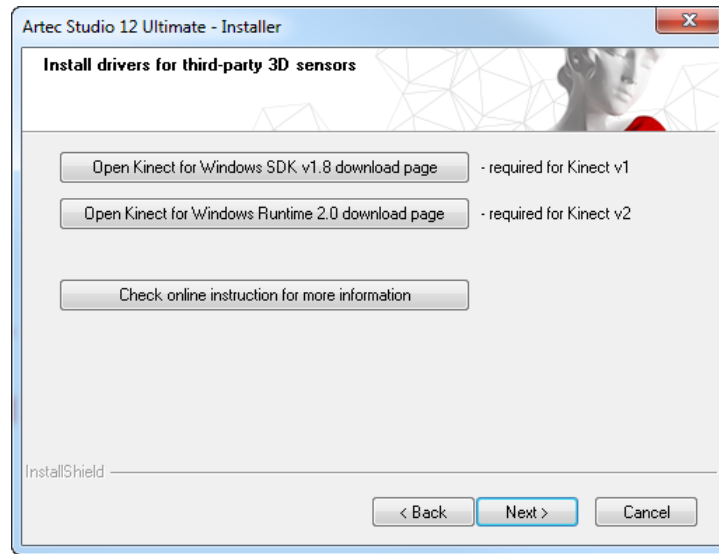 Artec Studio 12 Ultimate - Installer
Install drivers for third-party 3D sensors
Open Kinect for Windows SDK v1.8 download page - required for Kinect v1
Open Kinect for Windows Runtime 2.0 download page - required for Kinect v2
Check online instruction for more information
InstallShield
< Back Next > Cancel